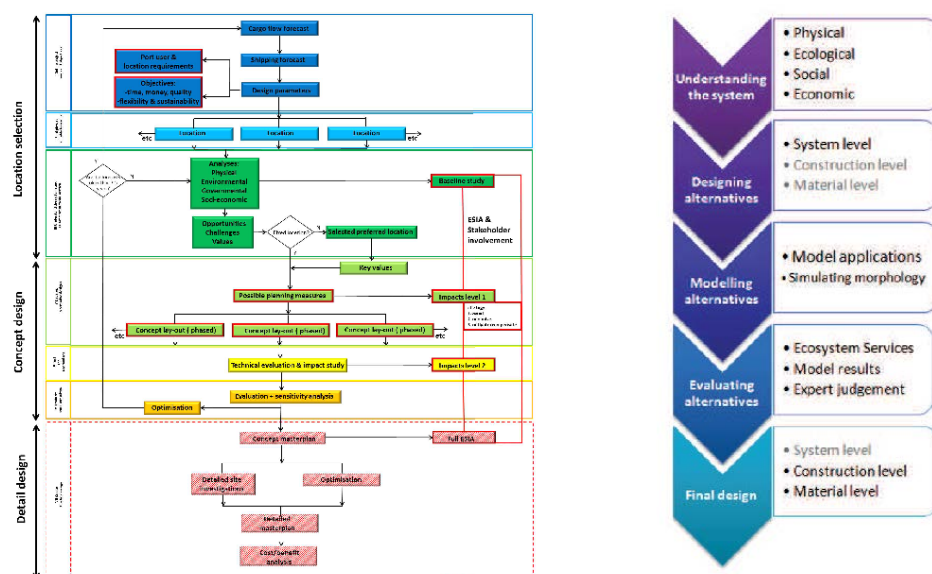 Location selection
Concept design
Detail design
Cargo flow forecast
Port user &
location requirements
Shipping forecast
Objectives:
-time, money, quality
-flexibility & sustainability
Design parameters
etc
Location
Location
Location
etc
Analyses:
Physical
Environmental
Governmental
Socio-economic
Baseline study
ESIA &
Stakeholder
involvement
Opportunities
Challenges
Values
Selected preferred location
Key values
Possible planning measures
Impacts level 1
etc
Concept lay-out (phased)
Concept lay-out (phased)
Concept lay-out (phased)
etc
Technical evaluation & impact study
Impacts level 2
Evaluation + sensitivity analysis
Optimisation
Concept masterplan
Full ESIA
Detailed site
investigations
Optimisation
Detailed
masterplan
Cost/benefit
analysis
Understanding
the system
• Physical
• Ecological
• Social
• Economic
Designing
alternatives
• System level
• Construction level
• Material level
Modelling
alternatives
• Model applications
• Simulating morphology
Evaluating
alternatives
• Ecosystem Services
• Model results
• Expert judgement
Final design
• System level
• Construction level
• Material level